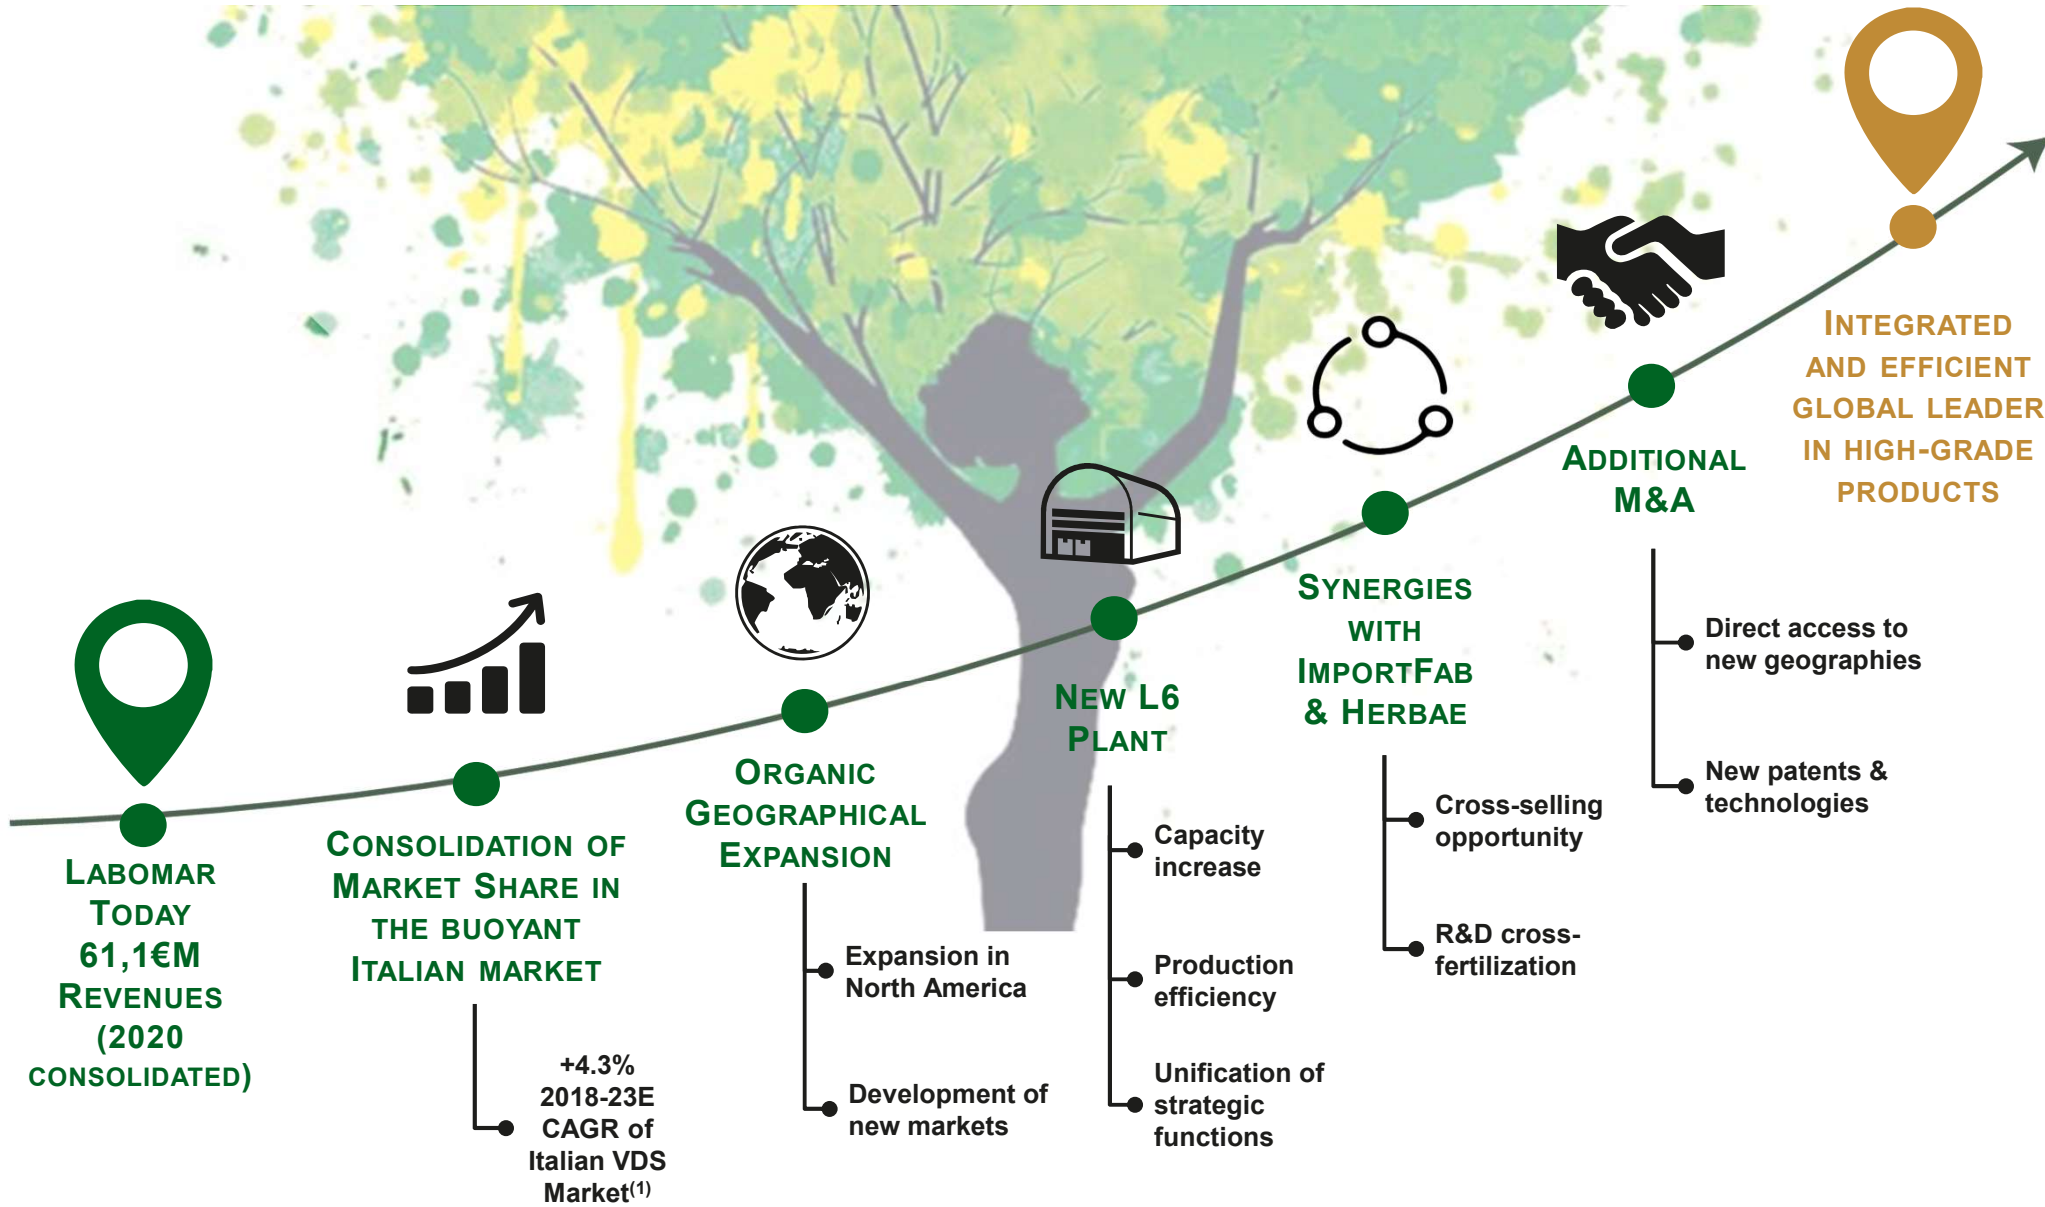 LABOMAR
TODAY
61,1€M
REVENUES
(2020
CONSOLIDATED)
CONSOLIDATION OF
MARKET SHARE IN
THE BUOYANT
ITALIAN MARKET
+4.3%
2018-23E
CAGR of
Italian VDS
Market(1)
ORGANIC
GEOGRAPHICAL
EXPANSION
Expansion in
North America
Development of
new markets
NEW L6
PLANT
Capacity
increase
Production
efficiency
Unification of
strategic
functions
SYNERGIES
WITH
IMPORTFAB
& HERBAE
Cross-selling
opportunity
R&D cross-
fertilization
ADDITIONAL
M&A
Direct access to
new geographies
New patents &
technologies
INTEGRATED
AND EFFICIENT
GLOBAL LEADER
IN HIGH-GRADE
PRODUCTS